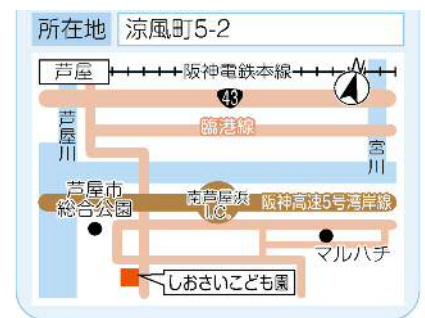 所在地 涼風町5-2
芦屋 阪神電鉄本線 N
43
芦屋川
臨港線
宮川
芦屋市
総合公園
南芦屋浜
I.C.
阪神高速5号湾岸線
マルハチ
しおさいこども園